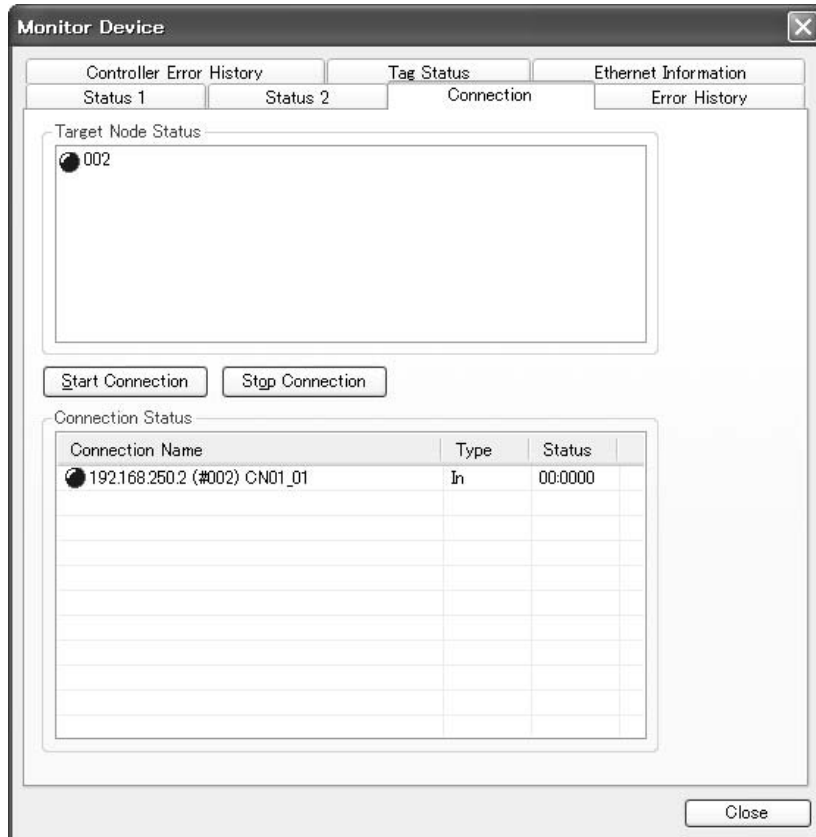 Monitor Device
Controller Error History Tag Status Ethernet Information
Status 1 Status 2 Connection Error History
Target Node Status
002
Start Connection Stop Connection
Connection Status
Connection Name Type Status
192.168.250.2 (#002) CN01_01 In 00:0000
Close